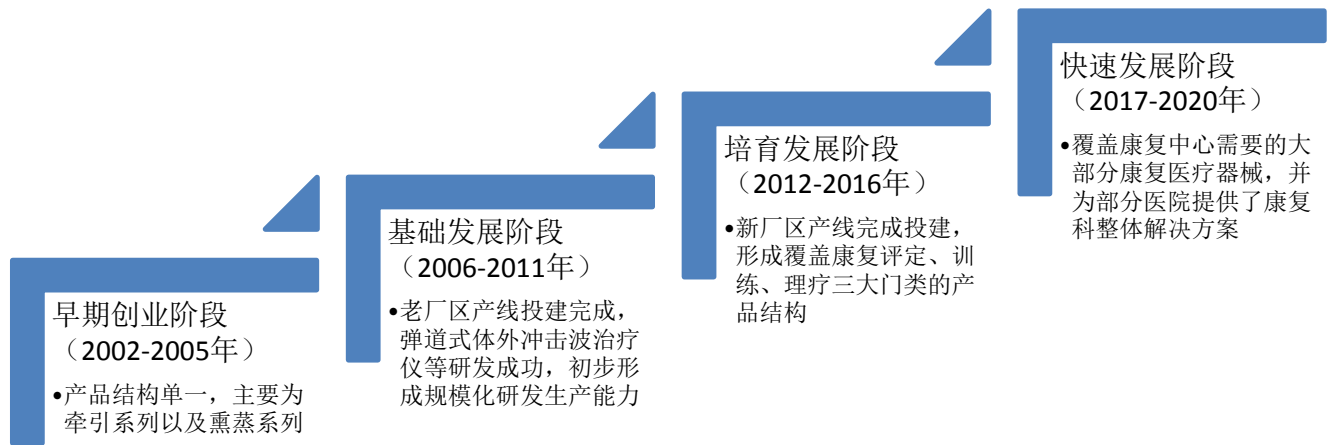 早期创业阶段
（2002-2005年）
•产品结构单一，主要为
牵引系列以及熏蒸系列
基础发展阶段
（2006-2011年）
•老厂区产线投建完成，
弹道式体外冲击波治疗
仪等研发成功，初步形
成规模化研发生产能力
培育发展阶段
（2012-2016年）
•新厂区产线完成投建，
形成覆盖康复评定、训
练、理疗三大门类的产
品结构
快速发展阶段
（2017-2020年）
•覆盖康复中心需要的大
部分康复医疗器械，并
为部分医院提供了康复
科整体解决方案